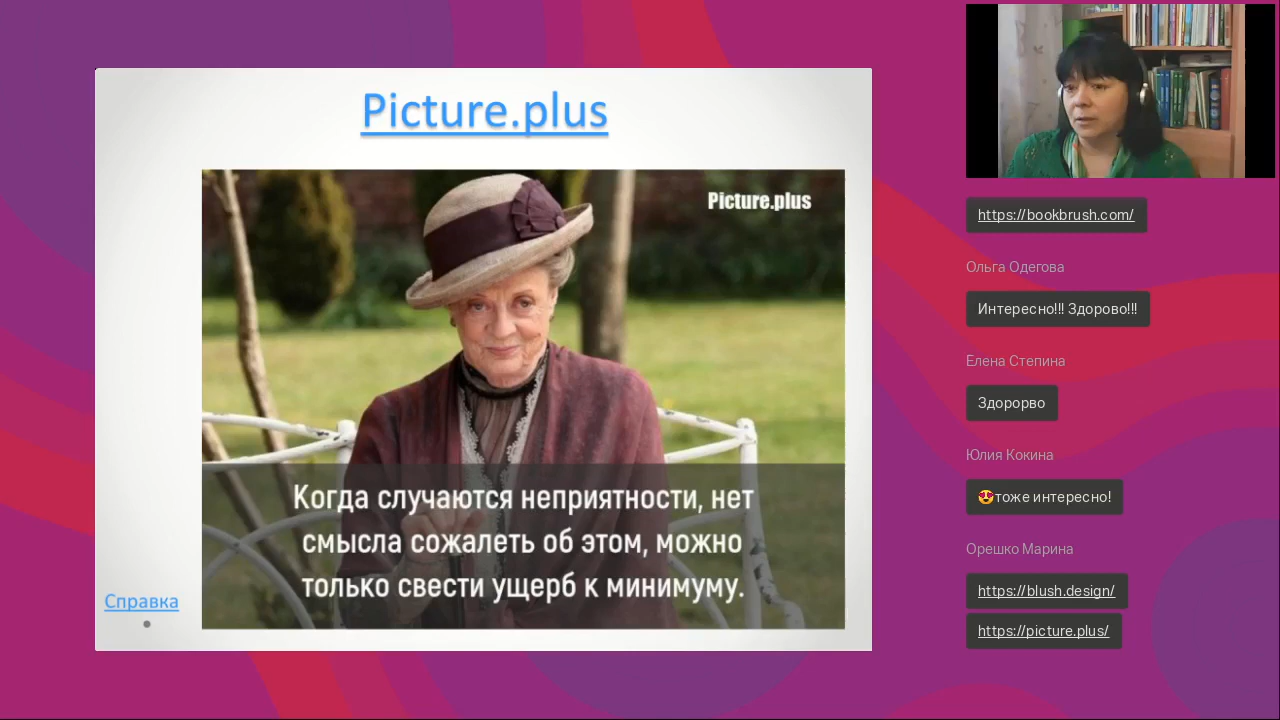 Picture.plus
Picture.plus
Когда случаются неприятности, нет
смысла сожалеть об этом, можно
только свести ущерб к минимуму.
Справка
https://bookbrush.com/
Ольга Одегова
Интересно!!! Здорово!!!
Елена Степина
Здорорво
Юлия Кокина
😍тоже интересно!
Орешко Марина
https://blush.design/
https://picture.plus/